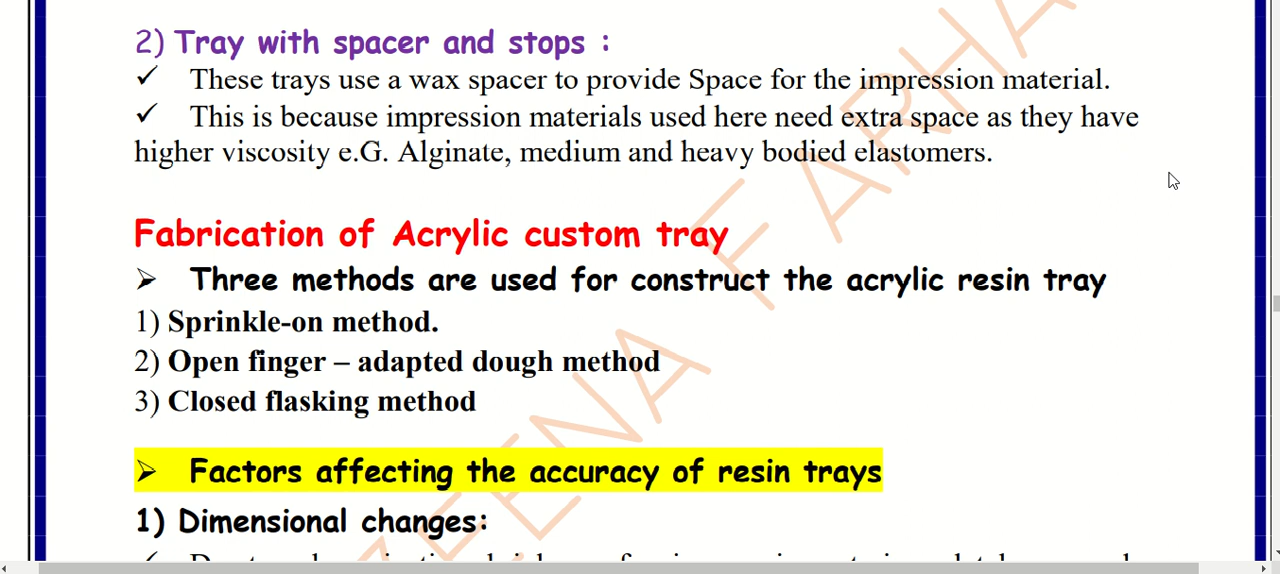 2) Tray with spacer and stops :
✓ These trays use a wax spacer to provide Space for the impression material.
✓ This is because impression materials used here need extra space as they have
higher viscosity e.G. Alginate, medium and heavy bodied elastomers.
Fabrication of Acrylic custom tray
➢ Three methods are used for construct the acrylic resin tray
1) Sprinkle-on method.
2) Open finger – adapted dough method
3) Closed flasking method
➢ Factors affecting the accuracy of resin trays
1) Dimensional changes: